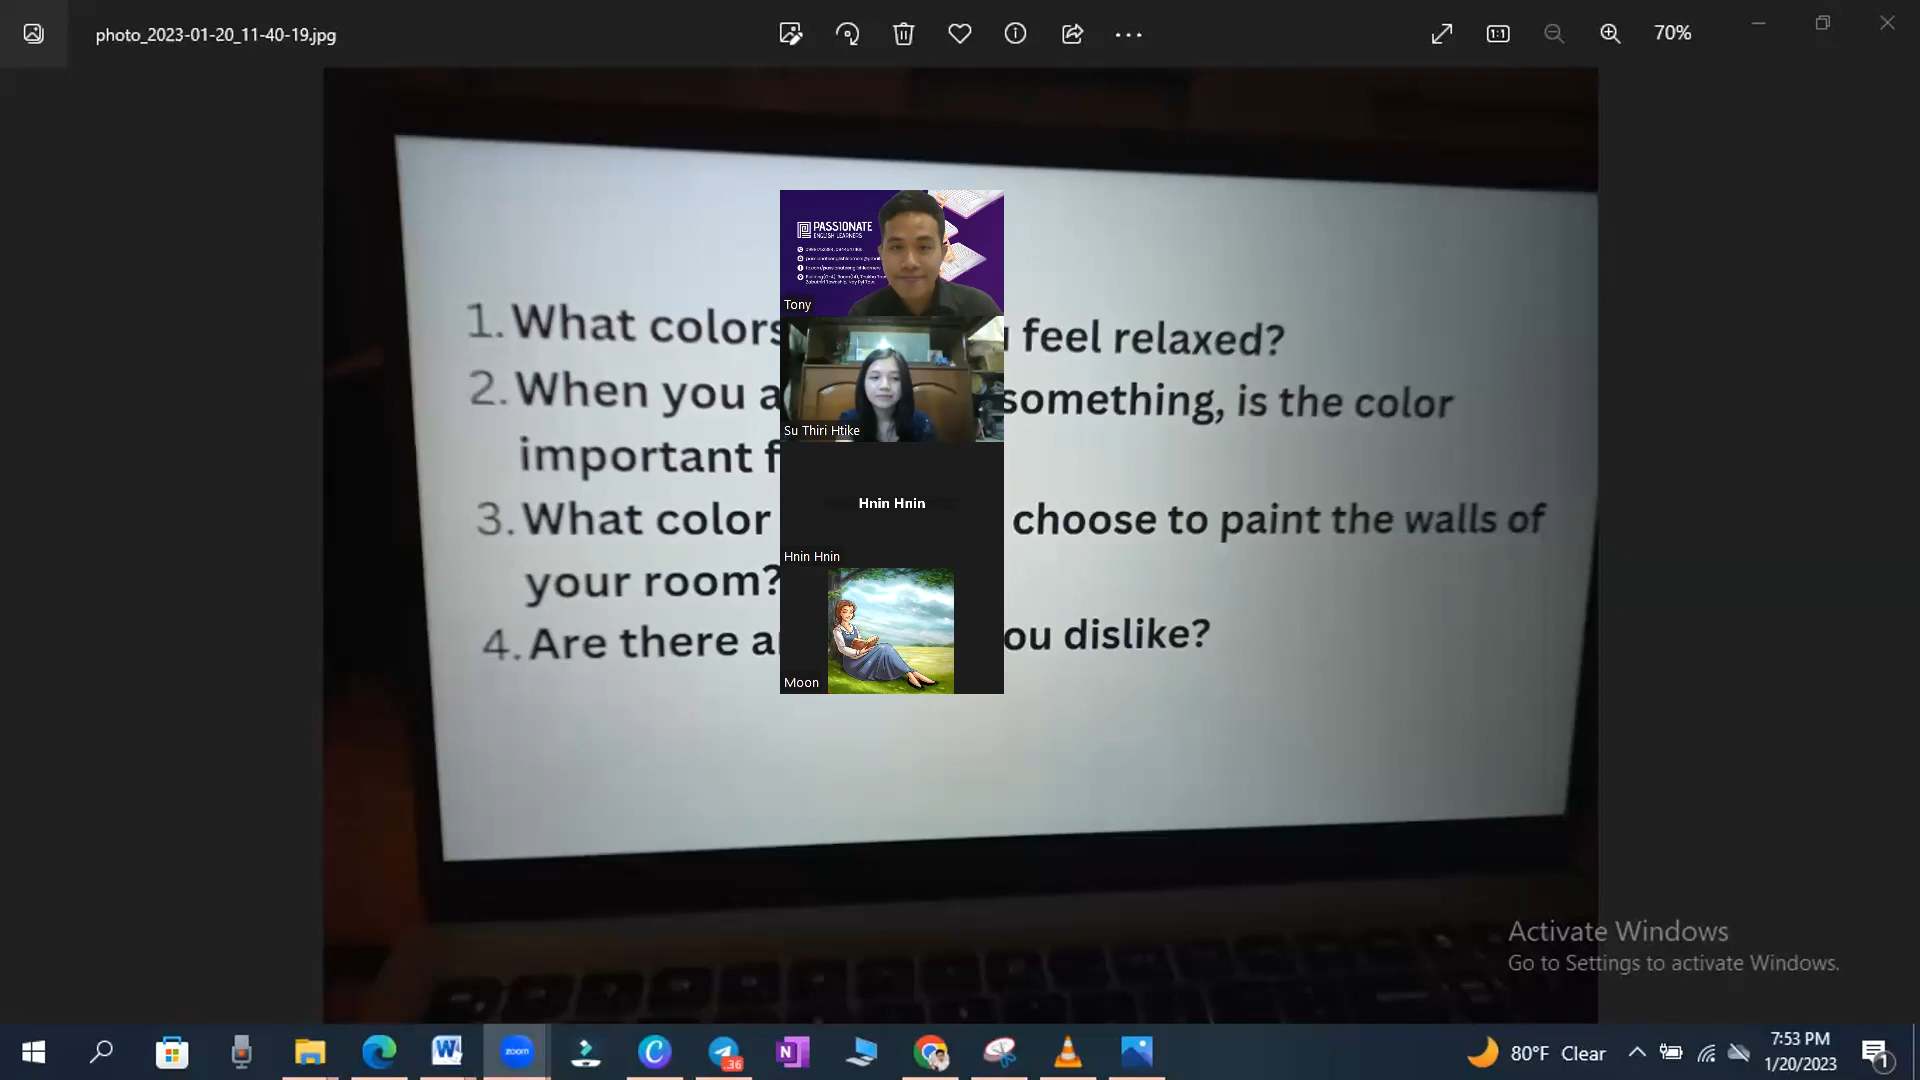 photo_2023-01-20_11-40-19.jpg
70%
PASSIONATE
ENGLISH LEARNERS
Tony
1. What colors feel relaxed?
Su Thiri Htike
2. When you something, is the color
important
Hnin Hnin
3. What color choose to paint the walls of
Hnin Hnin
your room?
4. Are there ou dislike?
Moon
Activate Windows
Go to Settings to activate Windows.
zoom
36
80°F Clear
7:53 PM
1/20/2023
1